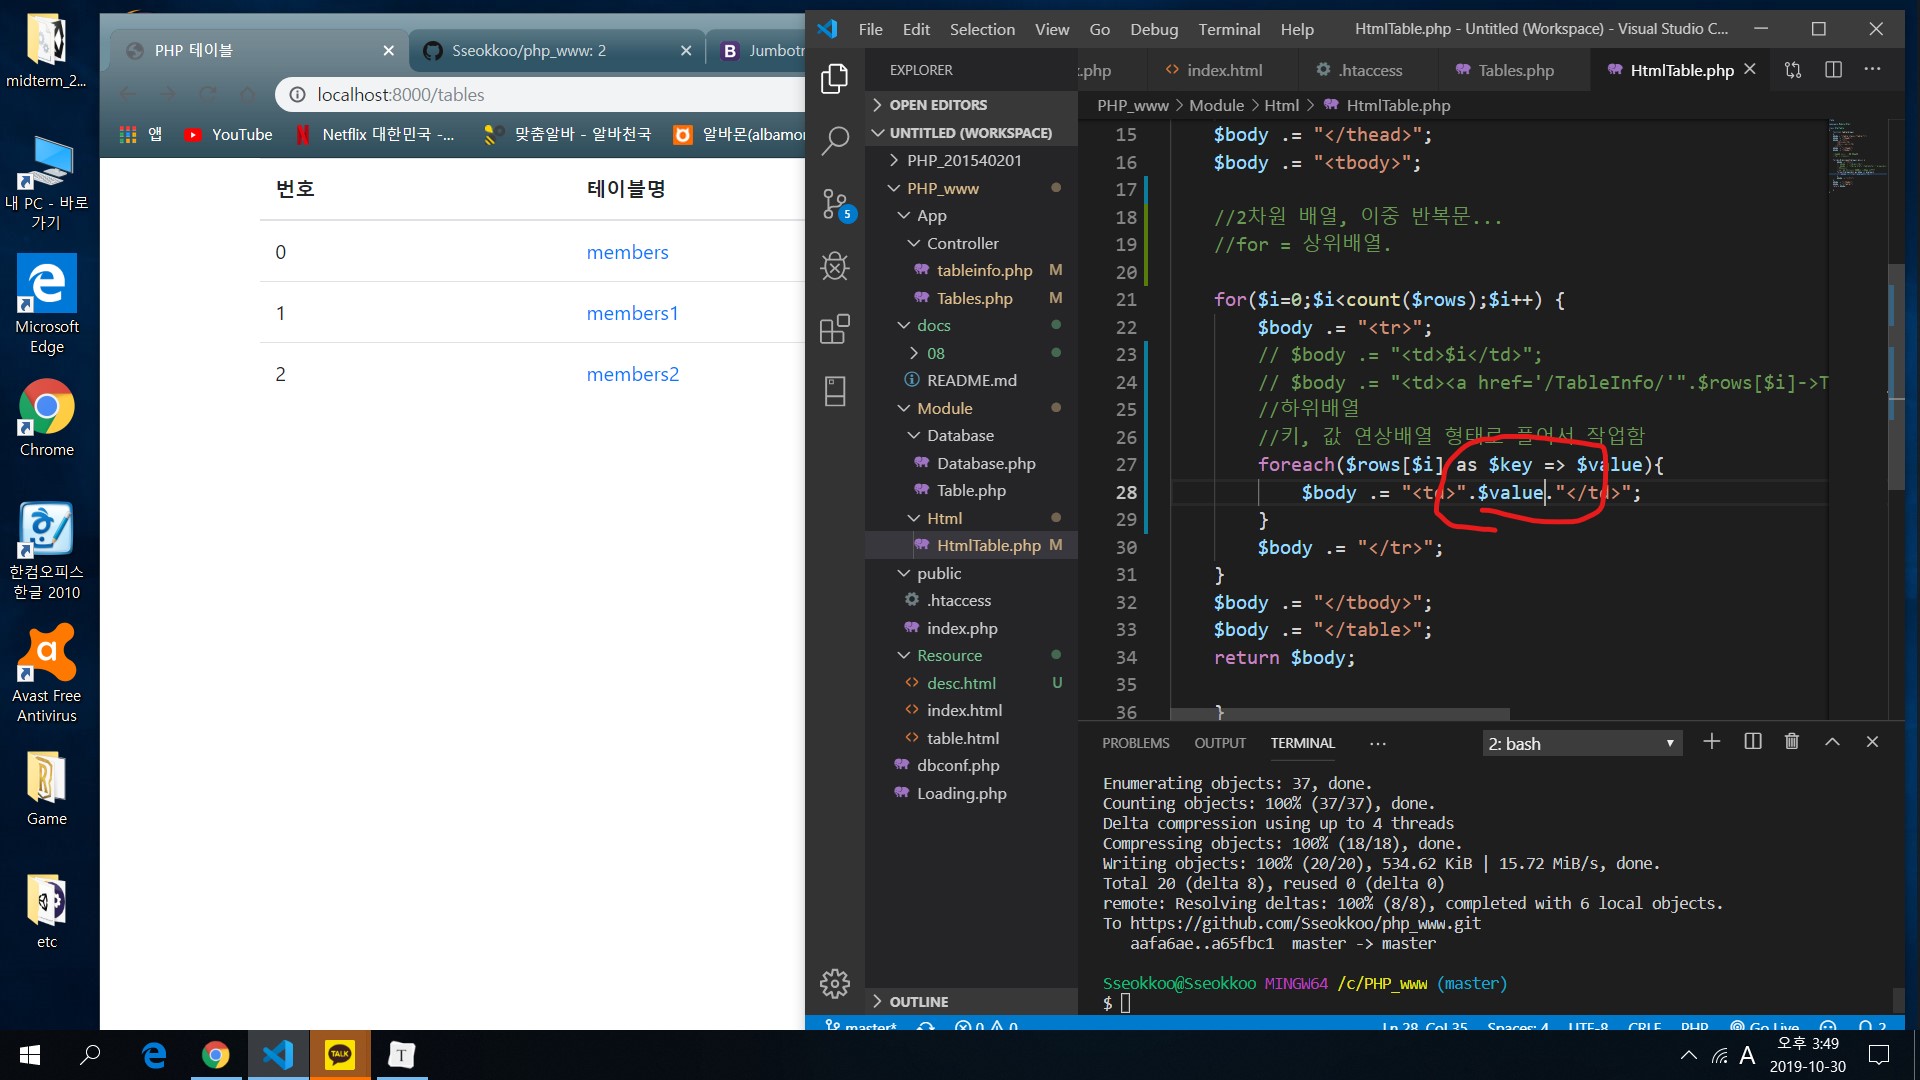 midterm_2...
내 PC - 바로
가기
Microsoft
Edge
Chrome
한컴오피스
한글 2010
Avast Free
Antivirus
Game
etc
PHP 테이블
Sseokkoo/php_www: 2
Jumbotr
localhost:8000/tables
앱
YouTube
Netflix 대한민국 -...
맞춤알바 - 알바천국
알바몬(albamor
번호 테이블명
0 members
1 members1
2 members2
File Edit Selection View Go Debug Terminal Help
HtmlTable.php - Untitled (Workspace) - Visual Studio C...
EXPLORER
OPEN EDITORS
UNTITLED (WORKSPACE)
PHP_201540201
PHP_www
App
Controller
tableinfo.php M
Tables.php M
docs
08
README.md
Module
Database
Database.php
Table.php
Html
HtmlTable.php M
public
.htaccess
index.php
Resource
desc.html U
index.html
table.html
dbconf.php
Loading.php
OUTLINE
5
.php index.html .htaccess Tables.php HtmlTable.php
PHP_www > Module > Html > HtmlTable.php
15 $body .= "</thead>";
16 $body .= "<tbody>";
17
18 //2차원 배열, 이중 반복문...
19 //for = 상위배열.
20
21 for($i=0;$i<count($rows);$i++) {
22 $body .= "<tr>";
23 // $body .= "<td>$i</td>";
24 // $body .= "<td><a href='/TableInfo/'".$rows[$i]->T
25 //하위배열
26 //키, 값 연상배열 형태로 풀어서 작업함
27 foreach($rows[$i] as $key => $value){
28 $body .= "<td>".$value."</td>";
29 }
30 $body .= "</tr>";
31 }
32 $body .= "</tbody>";
33 $body .= "</table>";
34 return $body;
35
36 }
PROBLEMS OUTPUT TERMINAL ... 2: bash
Enumerating objects: 37, done.
Counting objects: 100% (37/37), done.
Delta compression using up to 4 threads
Compressing objects: 100% (18/18), done.
Writing objects: 100% (20/20), 534.62 KiB | 15.72 MiB/s, done.
Total 20 (delta 8), reused 0 (delta 0)
remote: Resolving deltas: 100% (8/8), completed with 6 local objects.
To https://github.com/Sseokkoo/php_www.git
aafa6ae..a65fbc1 master -> master
Sseokkoo@Sseokkoo MINGW64 /c/PHP_www (master)
$
master* 0 0 Ln 28, Col 35 Spaces: 4 UTF-8 CRLF PHP Go Live 2
TALK
T
A
오후 3:49
2019-10-30